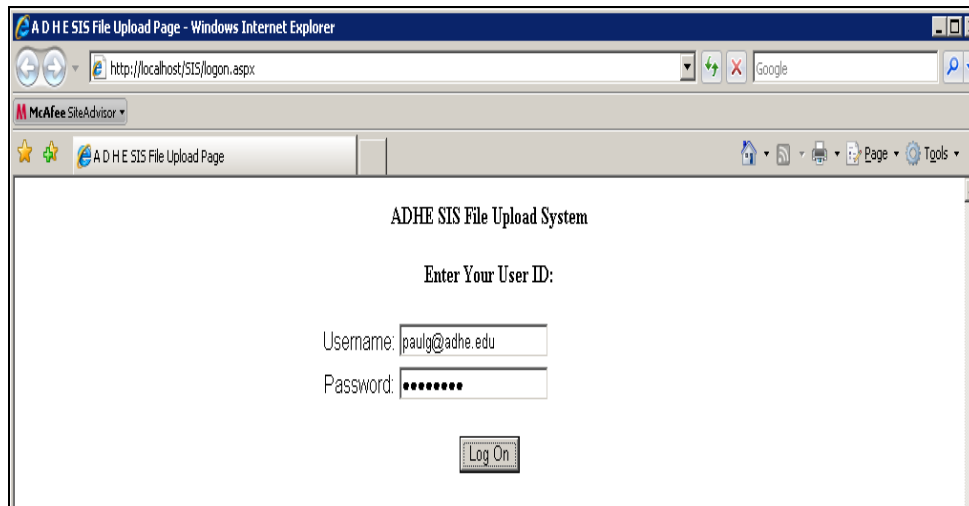 A D H E SIS File Upload Page - Windows Internet Explorer
http://localhost/SIS/logon.aspx
Google
McAfee SiteAdvisor
A D H E SIS File Upload Page
Page
Tools
ADHE SIS File Upload System
Enter Your User ID:
Username: paulg@adhe.edu
Password: ••••••••
Log On